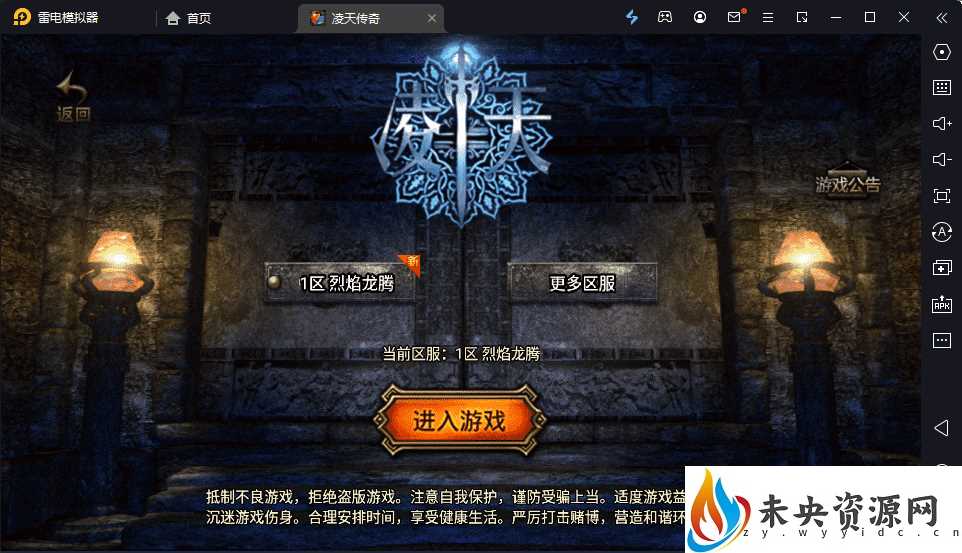 雷电模拟器
首页
凌天传奇
返回
凌天
游戏公告
新
1区 烈焰龙腾
更多区服
当前区服：1区 烈焰龙腾
进入游戏
抵制不良游戏，拒绝盗版游戏。注意自我保护，谨防受骗上当。适度游戏益
沉迷游戏伤身。合理安排时间，享受健康生活。严厉打击赌博，营造和谐环
APK
未央资源网
zy.wyyidc.cn